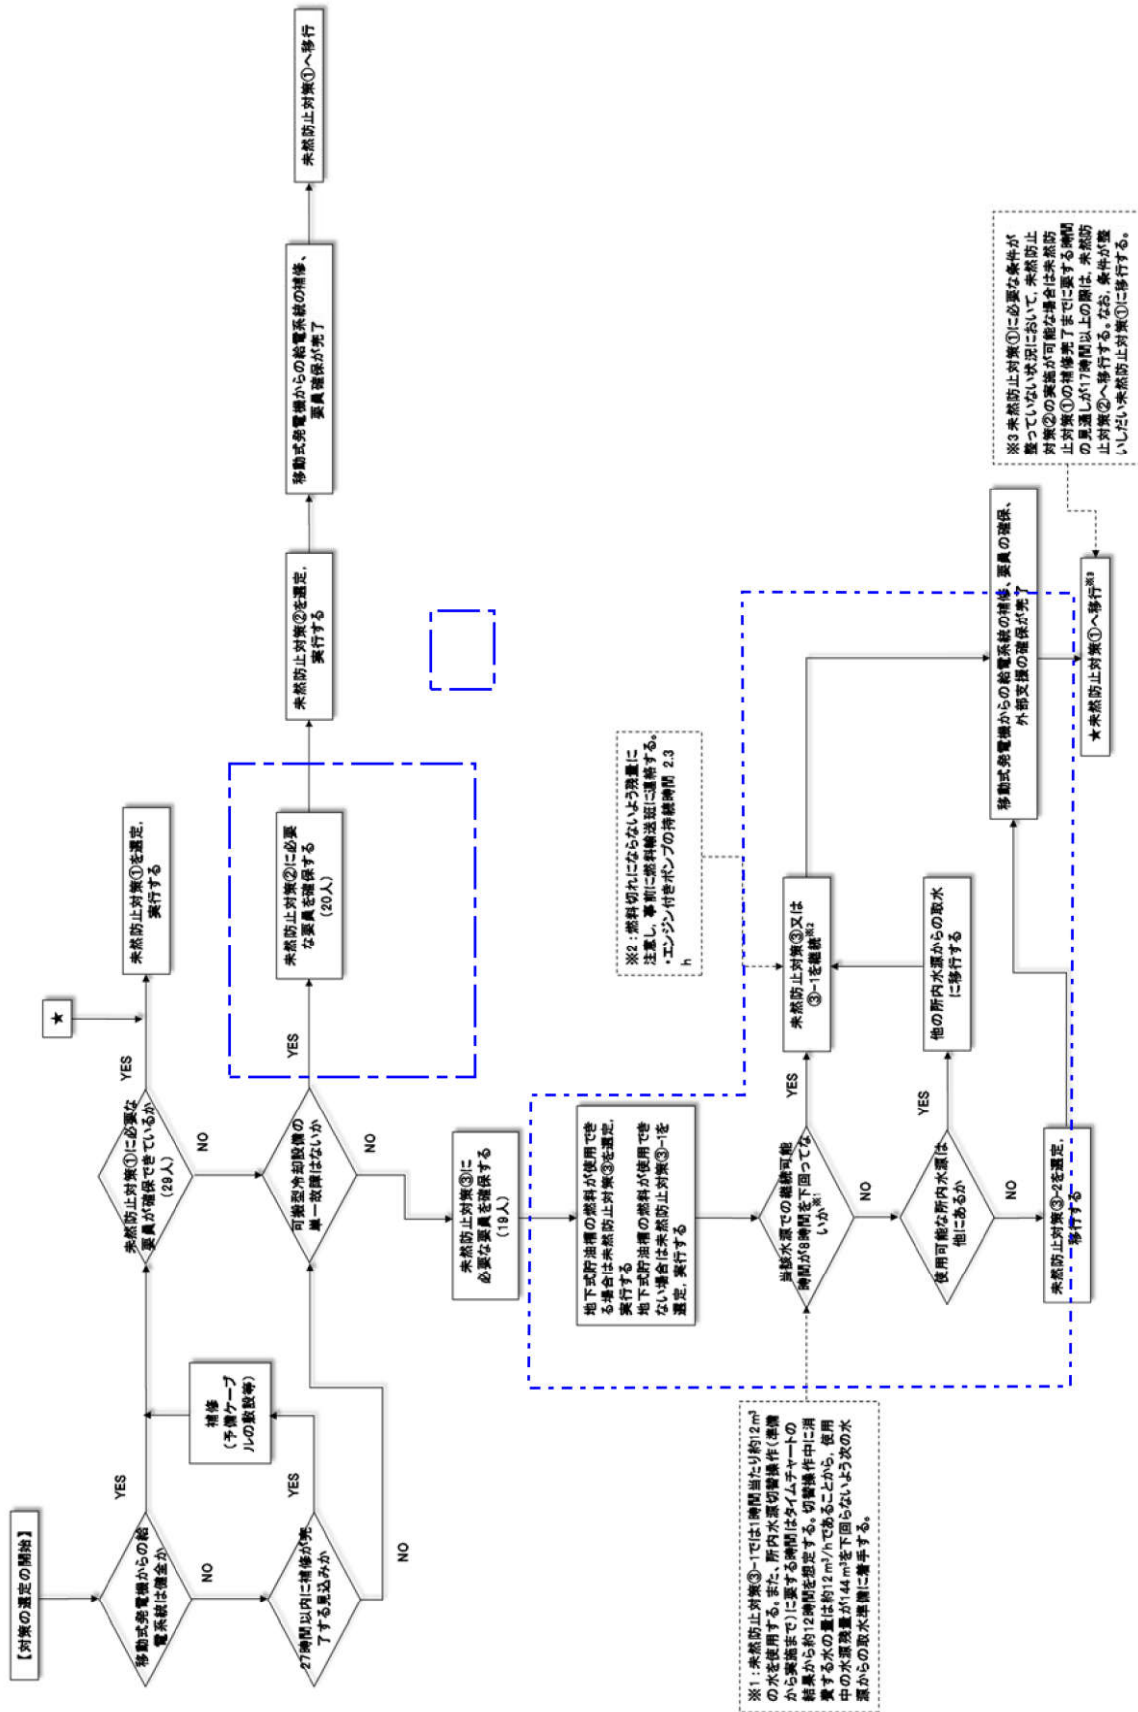 【対策の選定の開始】
移動式発電機からの給
電系統は健全か
YES
NO
27時間以内に補修が完
了する見込みか
YES
NO
補修
(予備ケーブ
ルの敷設等)
未然防止対策①に必要な
要員が確保できているか
(29人)
YES
NO
★
未然防止対策①を選定,
実行する
可搬型冷却設備の
単一故障はないか
YES
NO
未然防止対策②に必要
な要員を確保する
(20人)
未然防止対策②を選定,
実行する
移動式発電機からの給電系統の補修、
要員確保が完了
未然防止対策①へ移行
未然防止対策③に
必要な要員を確保する
(19人)
地下式貯油槽の燃料が使用でき
る場合は未然防止対策③を選定,
実行する
地下式貯油槽の燃料が使用でき
ない場合は未然防止対策③-1を
選定, 実行する
当該水源での継続可能
時間が8時間を下回ってな
いか※1
YES
NO
未然防止対策③又は
③-1を継続※2
使用可能な所内水源は
他にあるか
YES
NO
他の所内水源からの取水
に移行する
未然防止対策③-2を選定,
移行する
移動式発電機からの給電系統の補修、要員の確保、
外部支援の確保が完了
★未然防止対策①へ移行※3
※1：未然防止対策③-1では1時間当たり約12m³
の水を使用する。また、所内水源切替操作(準備
から実施まで)に要する時間はタイムチャートの
結果から約12時間を想定する。切替操作中に消
費する水の量は約12m³/hであることから, 使用
中の水源残量が144m³を下回らないよう次の水
源からの取水準備に着手する。
※2：燃料切れにならないよう残量に
注意し, 事前に燃料輸送班に連絡する。
・エンジン付きポンプの持続時間 2.3
h
※3 未然防止対策①に必要な条件が
整っていない状況において, 未然防止
対策②の実施が可能な場合は未然防
止対策①の補修完了までに要する時間
の見通しが17時間以上の際は, 未然防
止対策②へ移行する。なお, 条件が整
いしだい未然防止対策①に移行する。